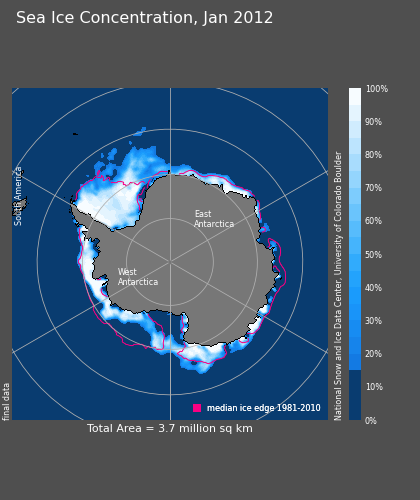 Sea Ice Concentration, Jan 2012
100%
90%
80%
70%
60%
50%
40%
30%
20%
10%
0%
South America
East
Antarctica
West
Antarctica
National Snow and Ice Data Center, University of Colorado Boulder
final data
median ice edge 1981-2010
Total Area = 3.7 million sq km